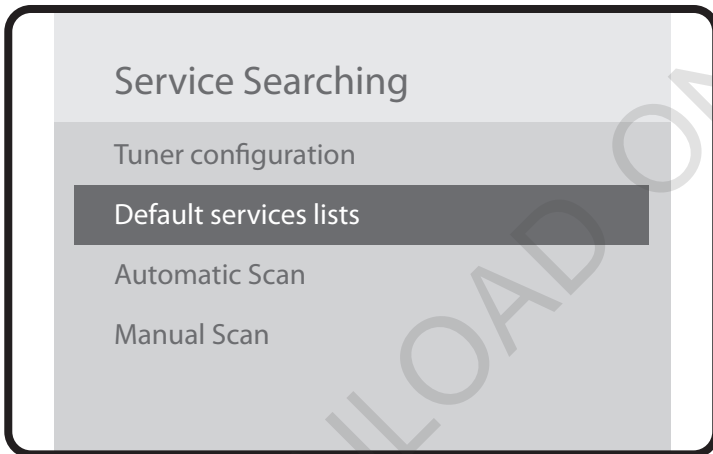 Service Searching
Tuner configuration
Default services lists
Automatic Scan
Manual Scan